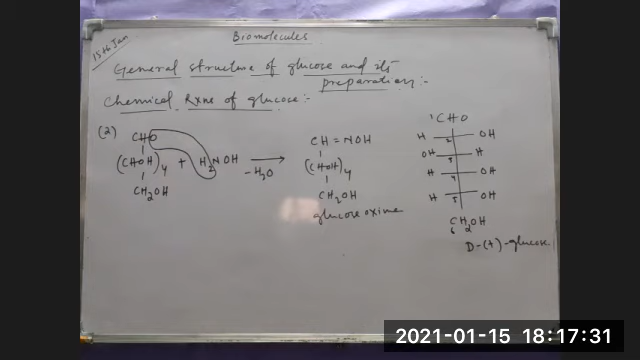 15th Jan
Biomolecules
General structure of glucose and its
preparation:-
Chemical Rxns of glucose:-
(2) CHO
(CHOH)4 + H2NOH → CH=NOH
-H2O (CHOH)4
CH2OH CH2OH
glucose oxime
1CHO
H 2 OH
OH 3 H
H 4 OH
H 5 OH
CH2OH
6
D-(+)-glucose
2021-01-15 18:17:31